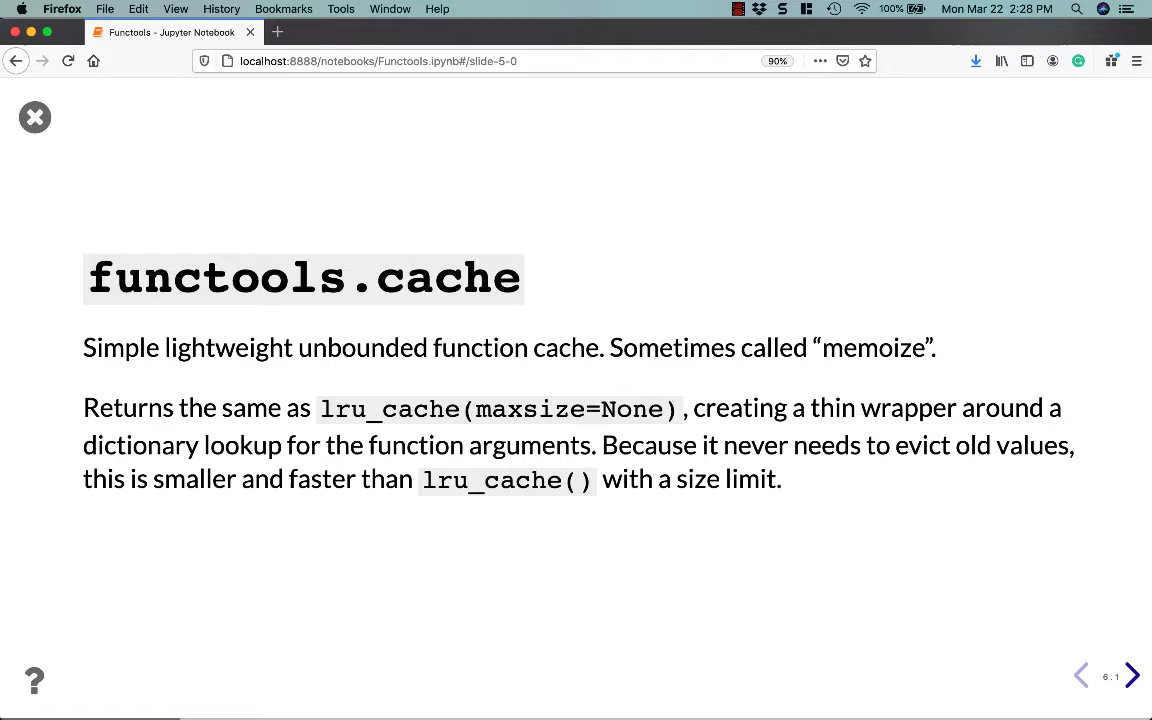 Firefox File Edit View History Bookmarks Tools Window Help 100% Mon Mar 22 2:28 PM
Functools - Jupyter Notebook
localhost:8888/notebooks/Functools.ipynb#/slide-5-0 90%
functools.cache
Simple lightweight unbounded function cache. Sometimes called “memoize”.
Returns the same as lru_cache(maxsize=None), creating a thin wrapper around a
dictionary lookup for the function arguments. Because it never needs to evict old values,
this is smaller and faster than lru_cache() with a size limit.
?
6.1